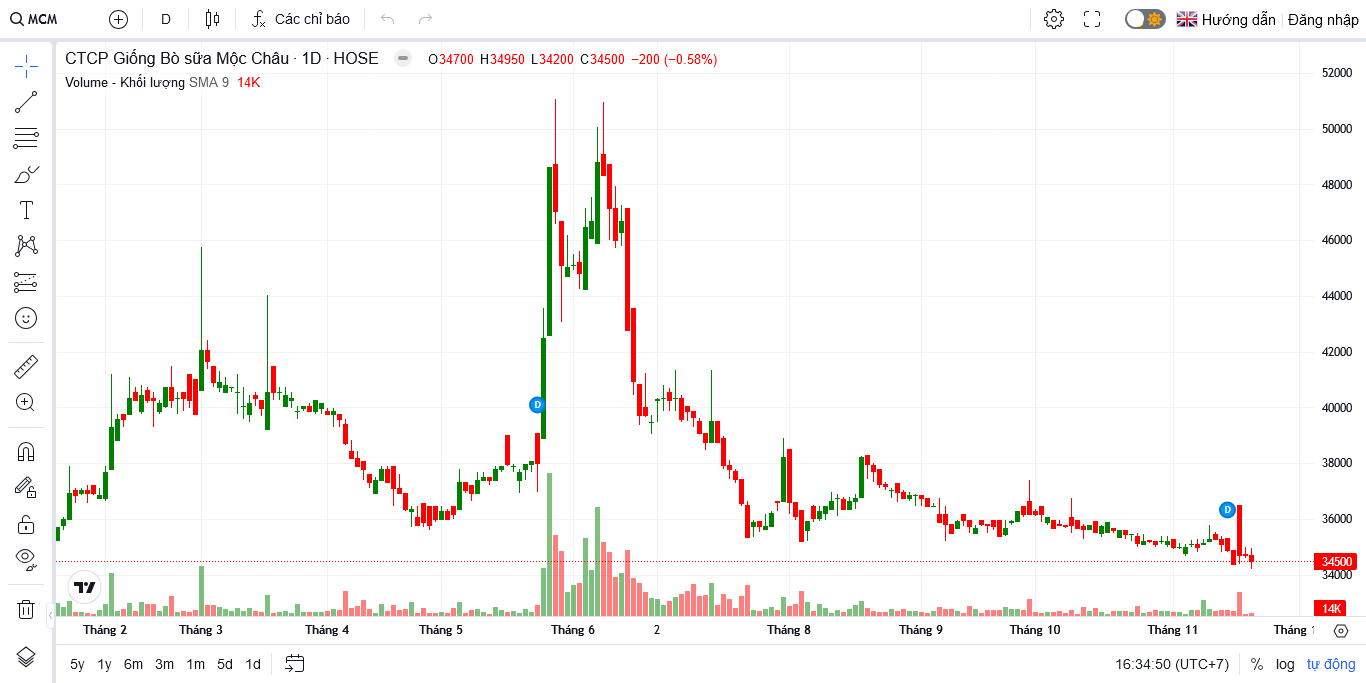 MCM D Các chỉ báo Hướng dẫn Đăng nhập
CTCP Giống Bò sữa Mộc Châu · 1D · HOSE O34700 H34950 L34200 C34500 −200 (−0.58%)
Volume - Khối lượng SMA 9 14K
52000
50000
48000
46000
44000
42000
40000
D
38000
36000
D
34500
34000
14K
Tháng 2 Tháng 3 Tháng 4 Tháng 5 Tháng 6 2 Tháng 8 Tháng 9 Tháng 10 Tháng 11 Tháng 1
5y 1y 6m 3m 1m 5d 1d 16:34:50 (UTC+7) % log tự động